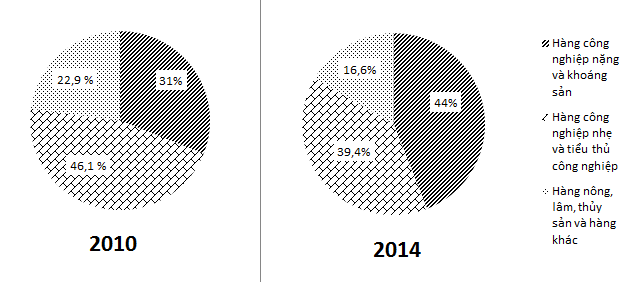 22,9 %
31%
46,1 %
2010
16,6%
44%
39,4%
2014
Hàng công
nghiệp nặng
và khoáng
sản
Hàng công
nghiệp nhẹ
và tiểu thủ
công nghiệp
Hàng nông,
lâm, thủy
sản và hàng
khác